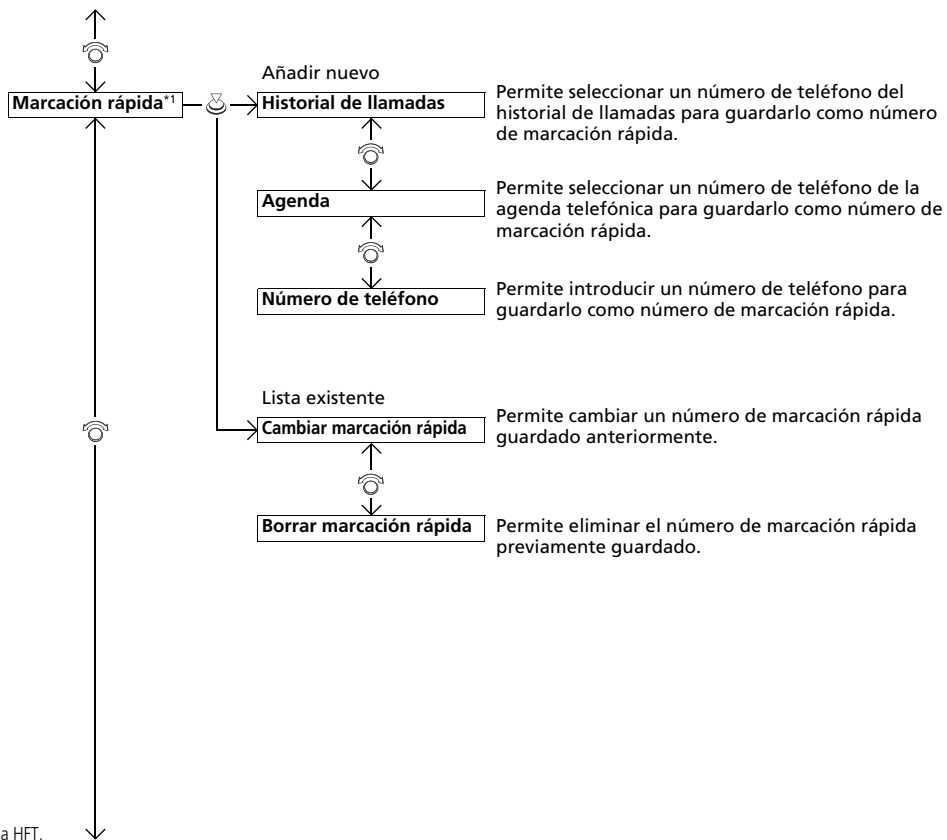 Marcación rápida*1
Añadir nuevo
Historial de llamadas
Permite seleccionar un número de teléfono del
historial de llamadas para guardarlo como número
de marcación rápida.
Agenda
Permite seleccionar un número de teléfono de la
agenda telefónica para guardarlo como número de
marcación rápida.
Número de teléfono
Permite introducir un número de teléfono para
guardarlo como número de marcación rápida.
Lista existente
Cambiar marcación rápida
Permite cambiar un número de marcación rápida
guardado anteriormente.
Borrar marcación rápida
Permite eliminar el número de marcación rápida
previamente guardado.
a HFT.